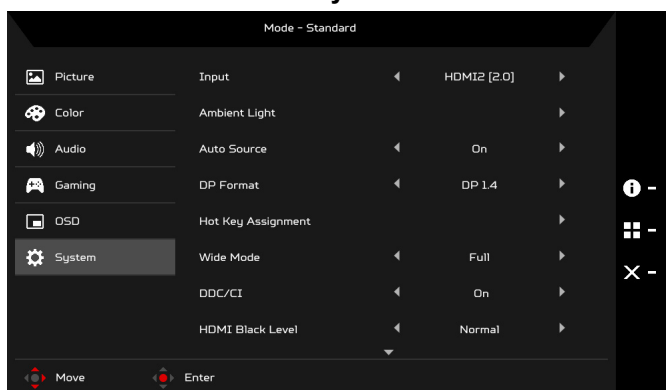 Mode - Standard
Picture Input HDMI2 [2.0]
Color Ambient Light
Audio Auto Source On
Gaming DP Format DP 1.4
OSD Hot Key Assignment
System Wide Mode Full
DDC/CI On
HDMI Black Level Normal
Move Enter